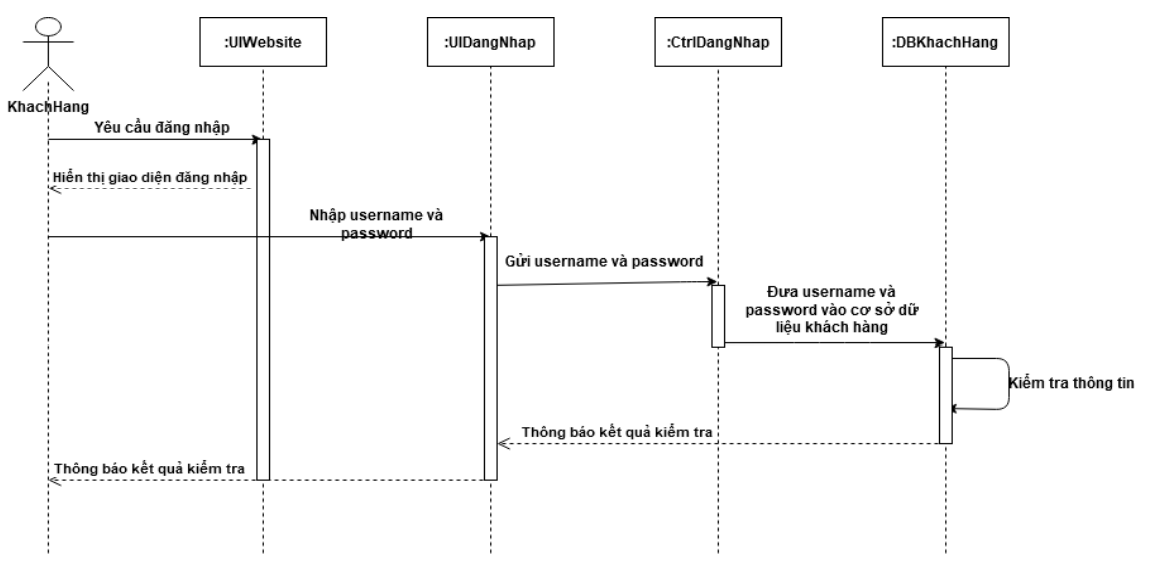 :UIWebsite
:UIDangNhap
:CtrlDangNhap
:DBKhachHang
KhachHang
Yêu cầu đăng nhập
Hiển thị giao diện đăng nhập
Nhập username và
password
Gửi username và password
Đưa username và
password vào cơ sở dữ
liệu khách hàng
Kiểm tra thông tin
Thông báo kết quả kiểm tra
Thông báo kết quả kiểm tra